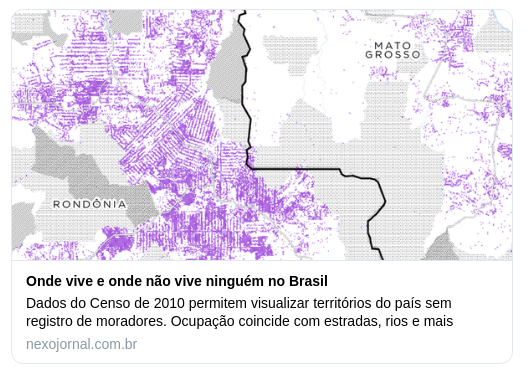 MATO
GROSSO
RONDÔNIA
Onde vive e onde não vive ninguém no Brasil
Dados do Censo de 2010 permitem visualizar territórios do país sem
registro de moradores. Ocupação coincide com estradas, rios e mais
nexojornal.com.br